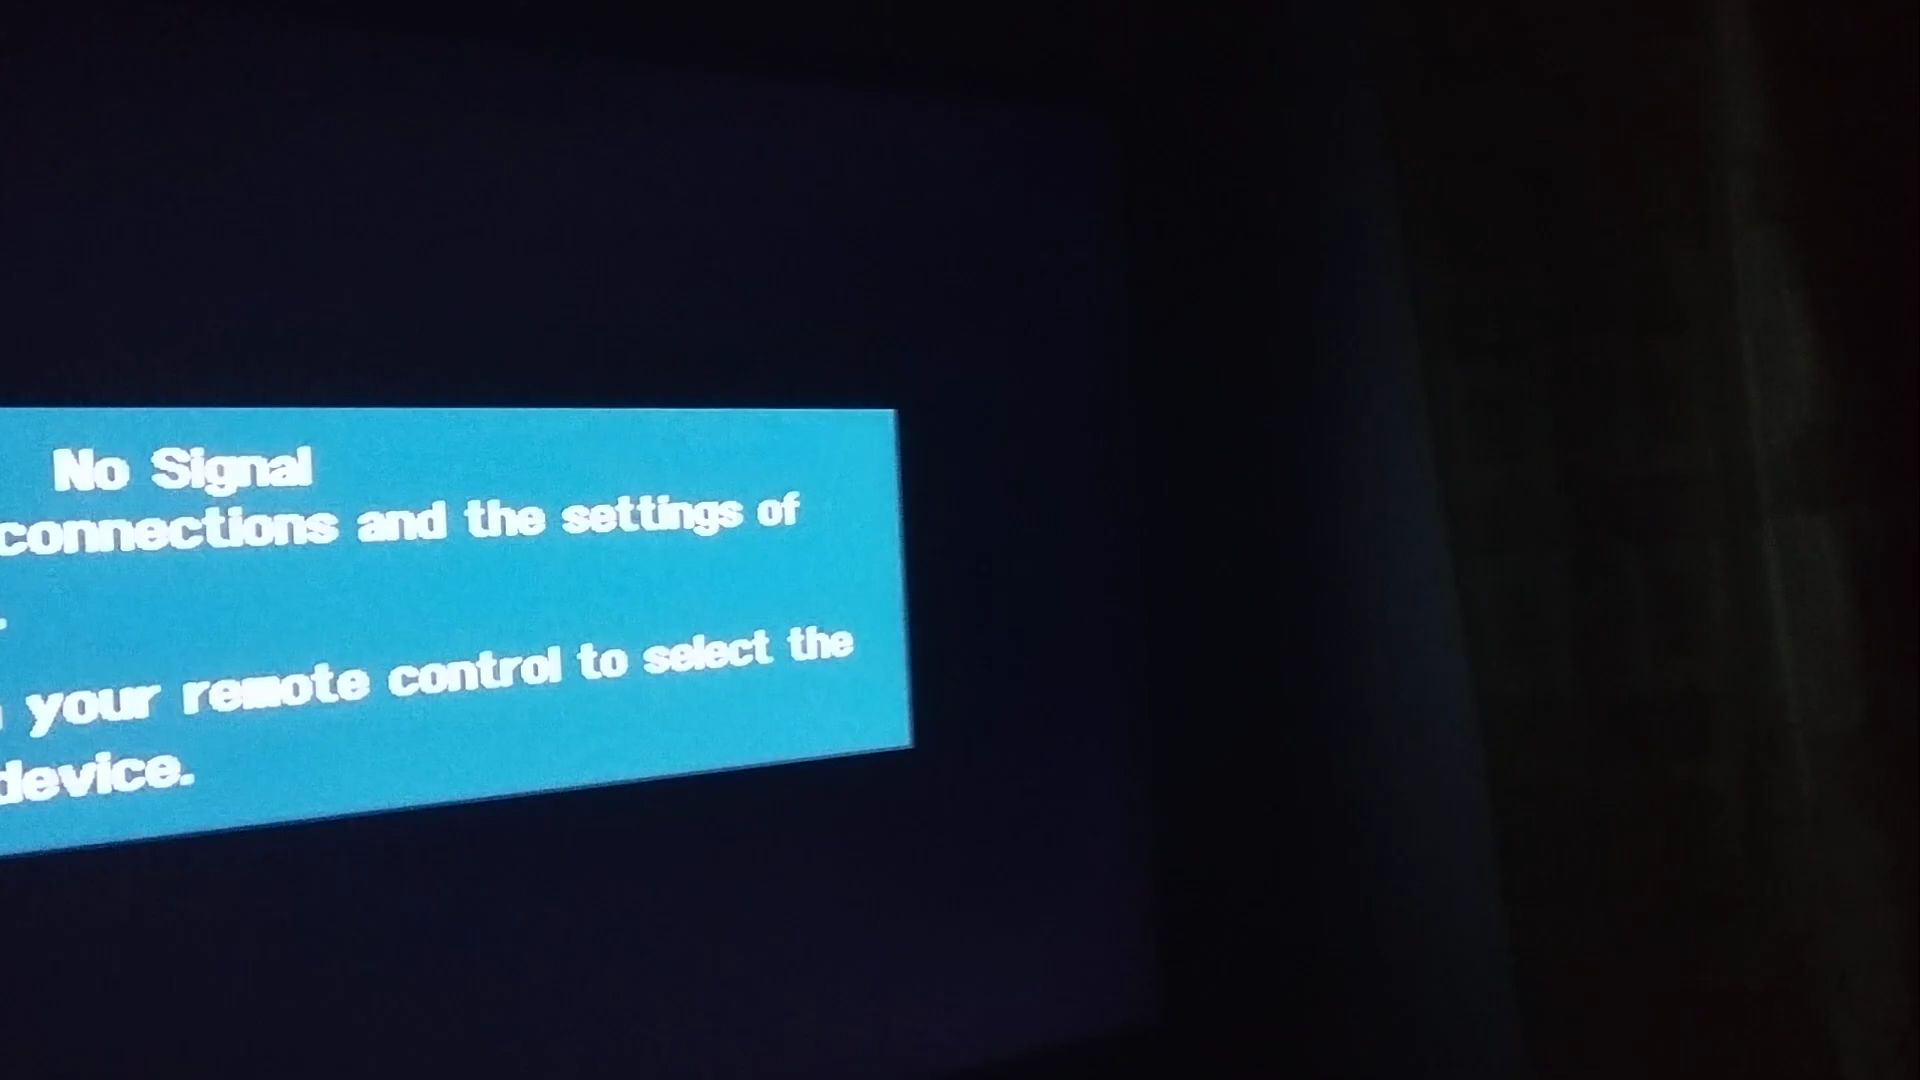 No Signal
connections and the settings of
.
your remote control to select the
device.